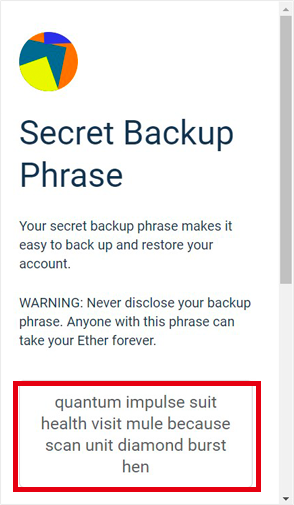 Secret Backup
Phrase
Your secret backup phrase makes it
easy to back up and restore your
account.
WARNING: Never disclose your backup
phrase. Anyone with this phrase can
take your Ether forever.
quantum impulse suit
health visit mule because
scan unit diamond burst
hen